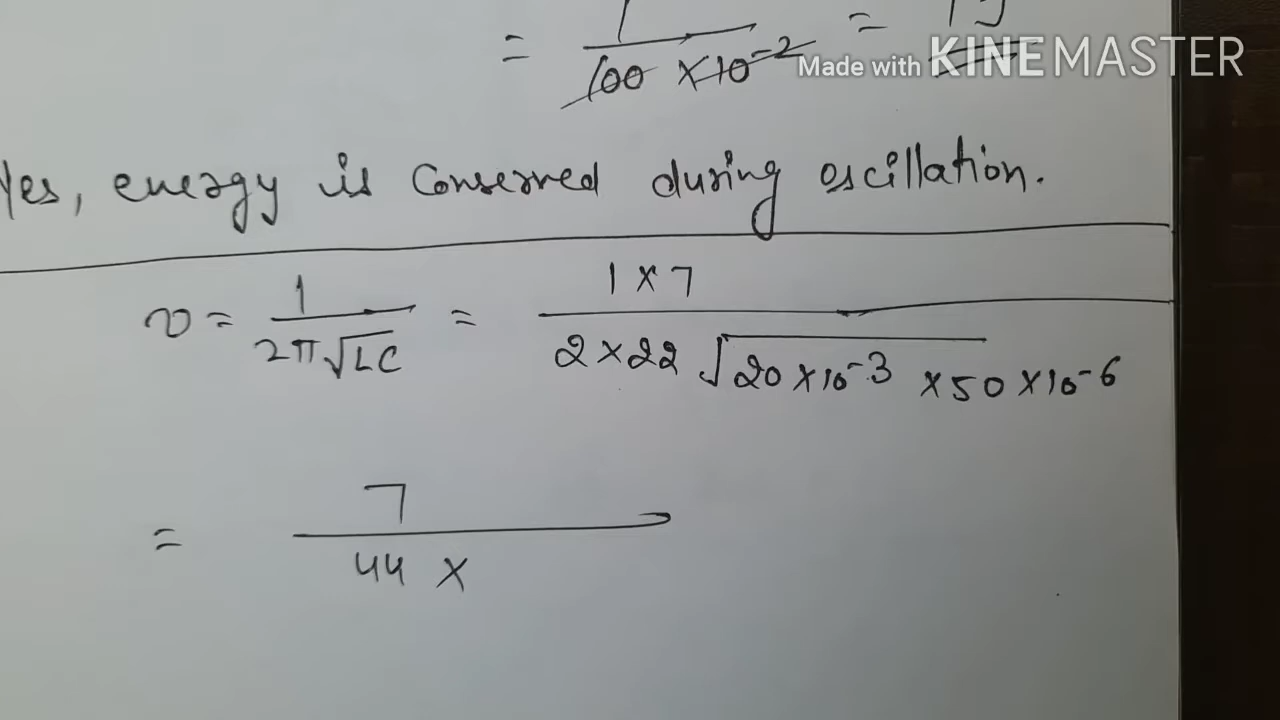 = 1 / 100 × 10⁻² = 1J
Made with KINEMASTER
Yes, energy is conserved during oscillation.
υ = 1 / 2π√LC = 1 × 7 / 2 × 22 √20 × 10⁻³ × 50 × 10⁻⁶
= 7 / 44 ×